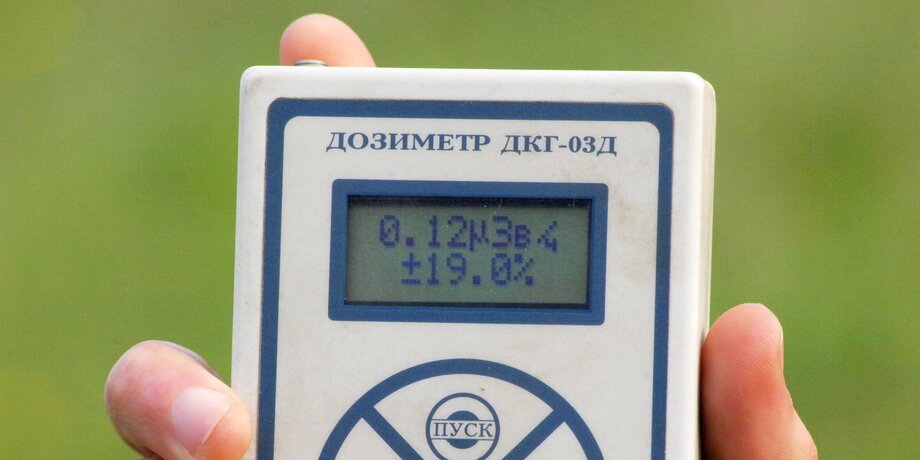 ДОЗИМЕТР ДКГ-03Д
0.12μЗв/ч
±19.0%
ПУСК